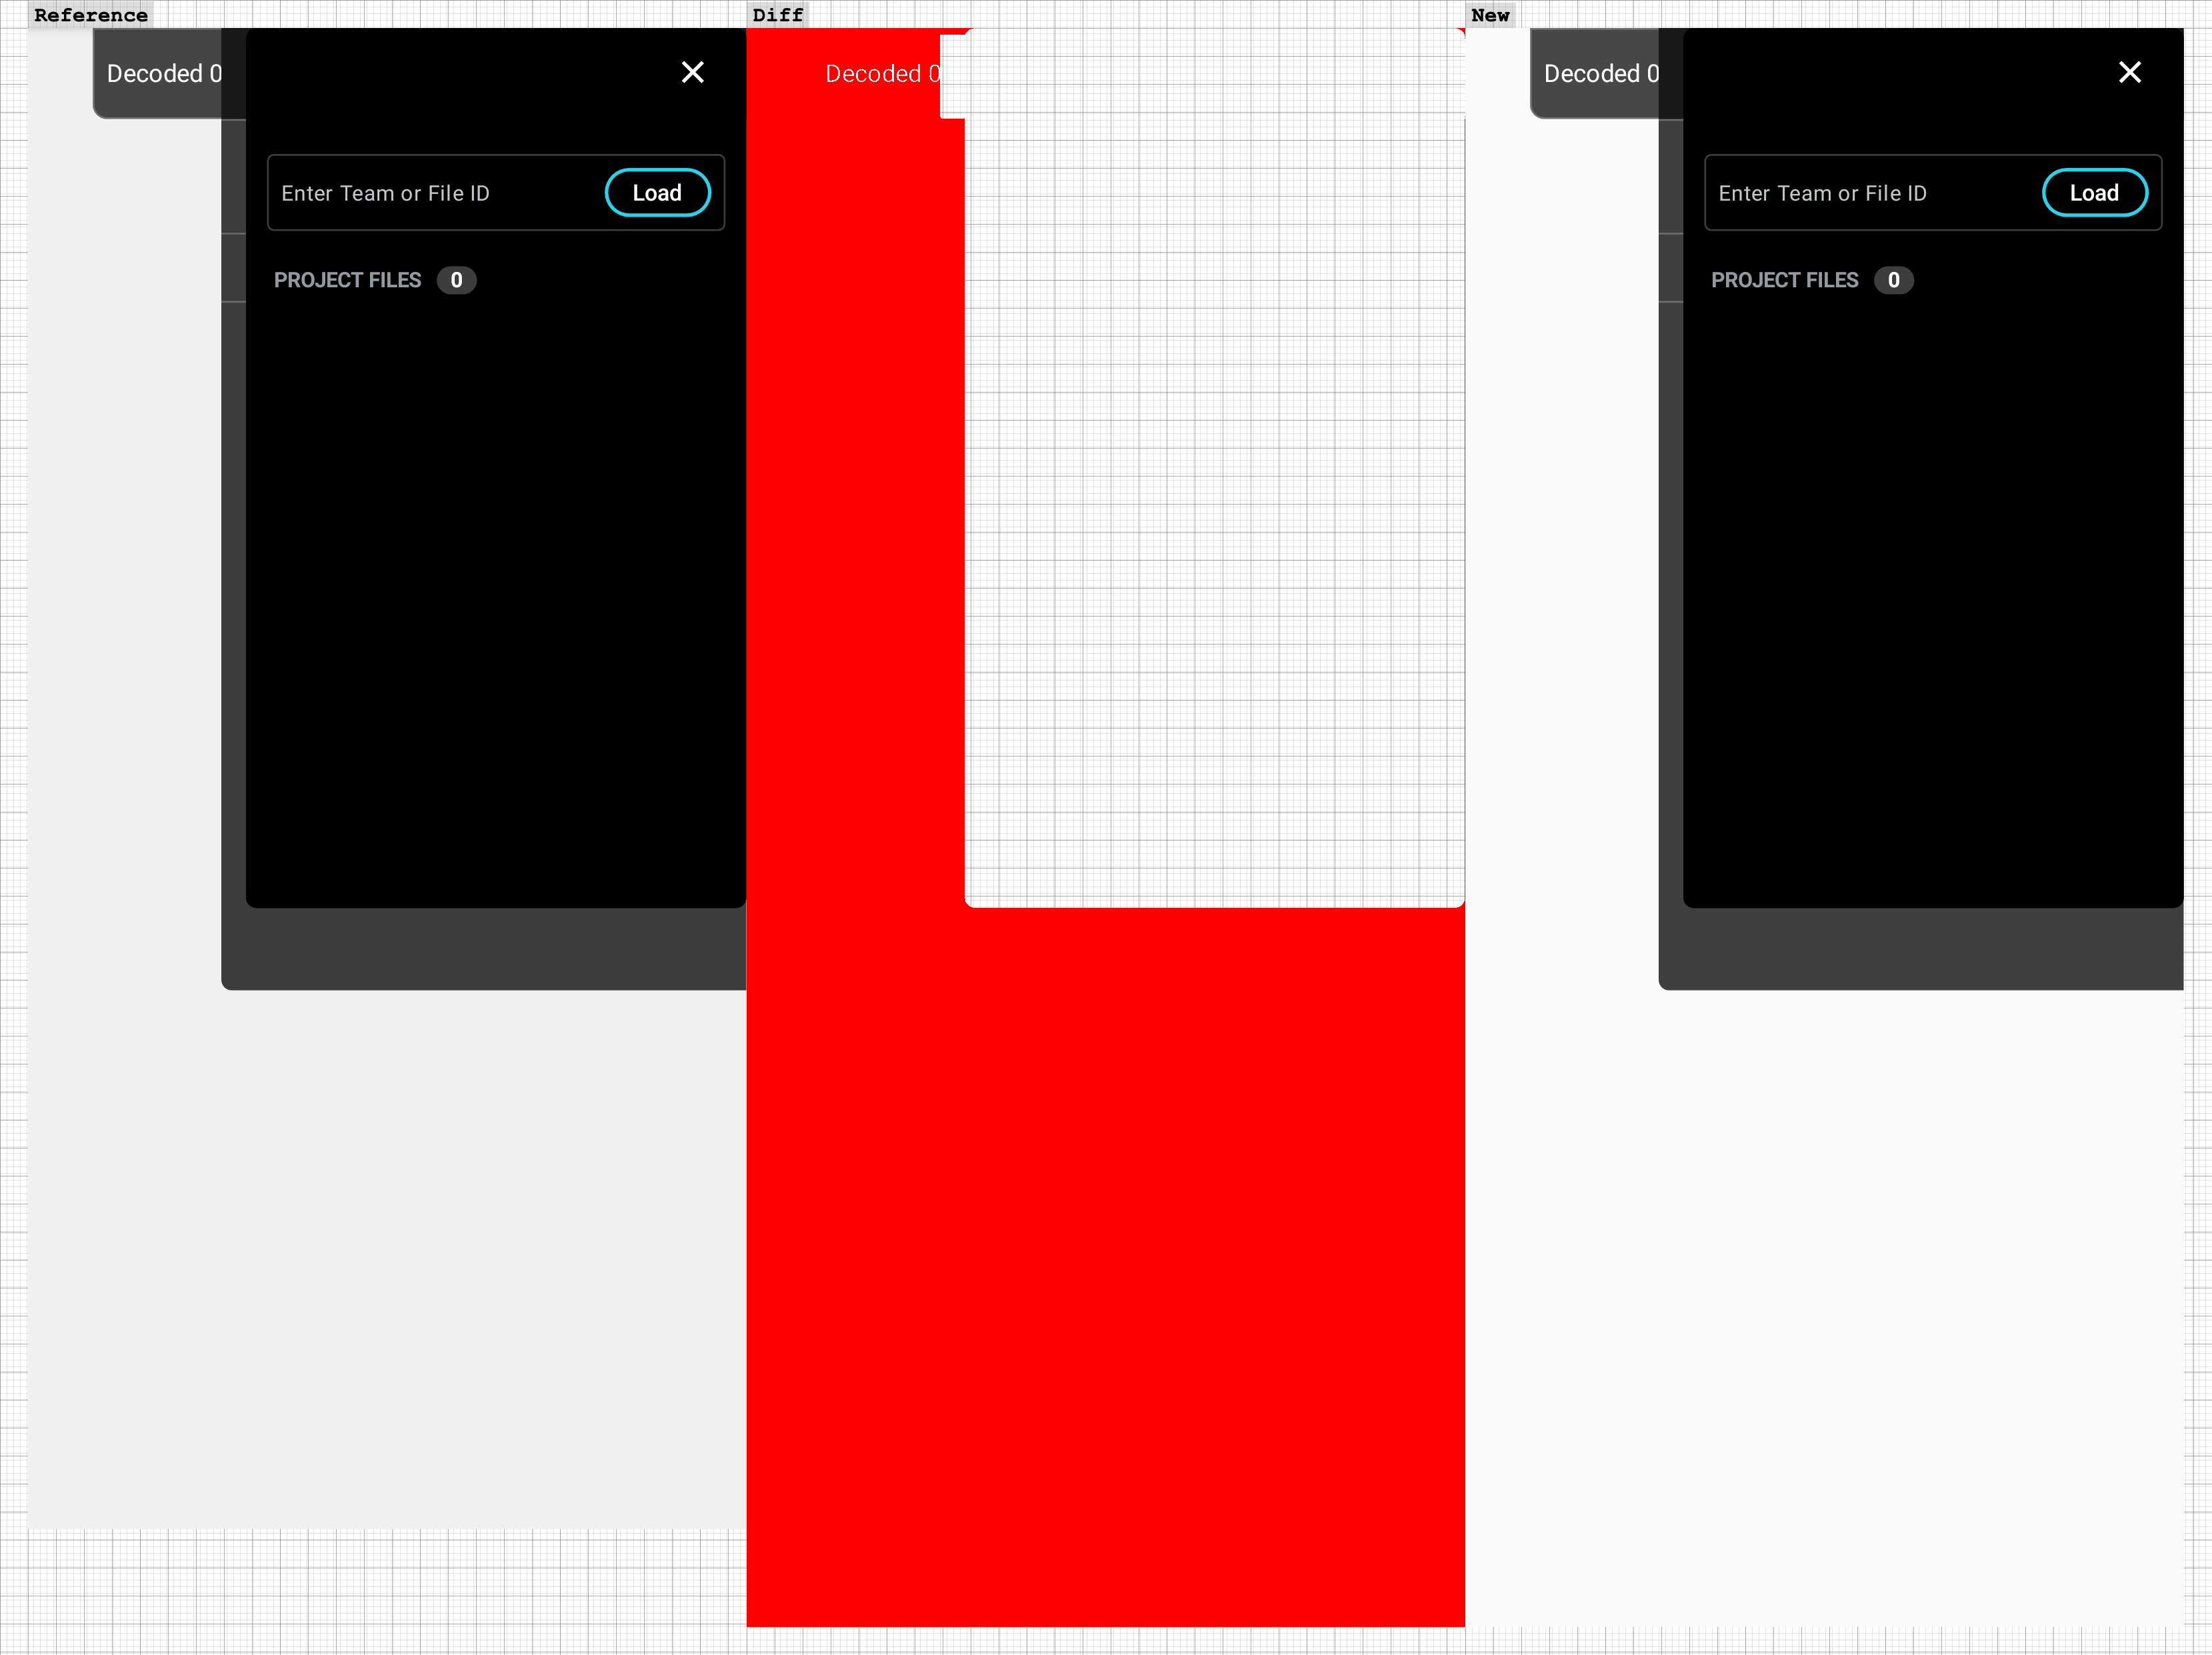 Reference
Diff
New
Decoded 0
Enter Team or File ID
Load
PROJECT FILES 0
Decoded 0
Decoded 0
Enter Team or File ID
Load
PROJECT FILES 0